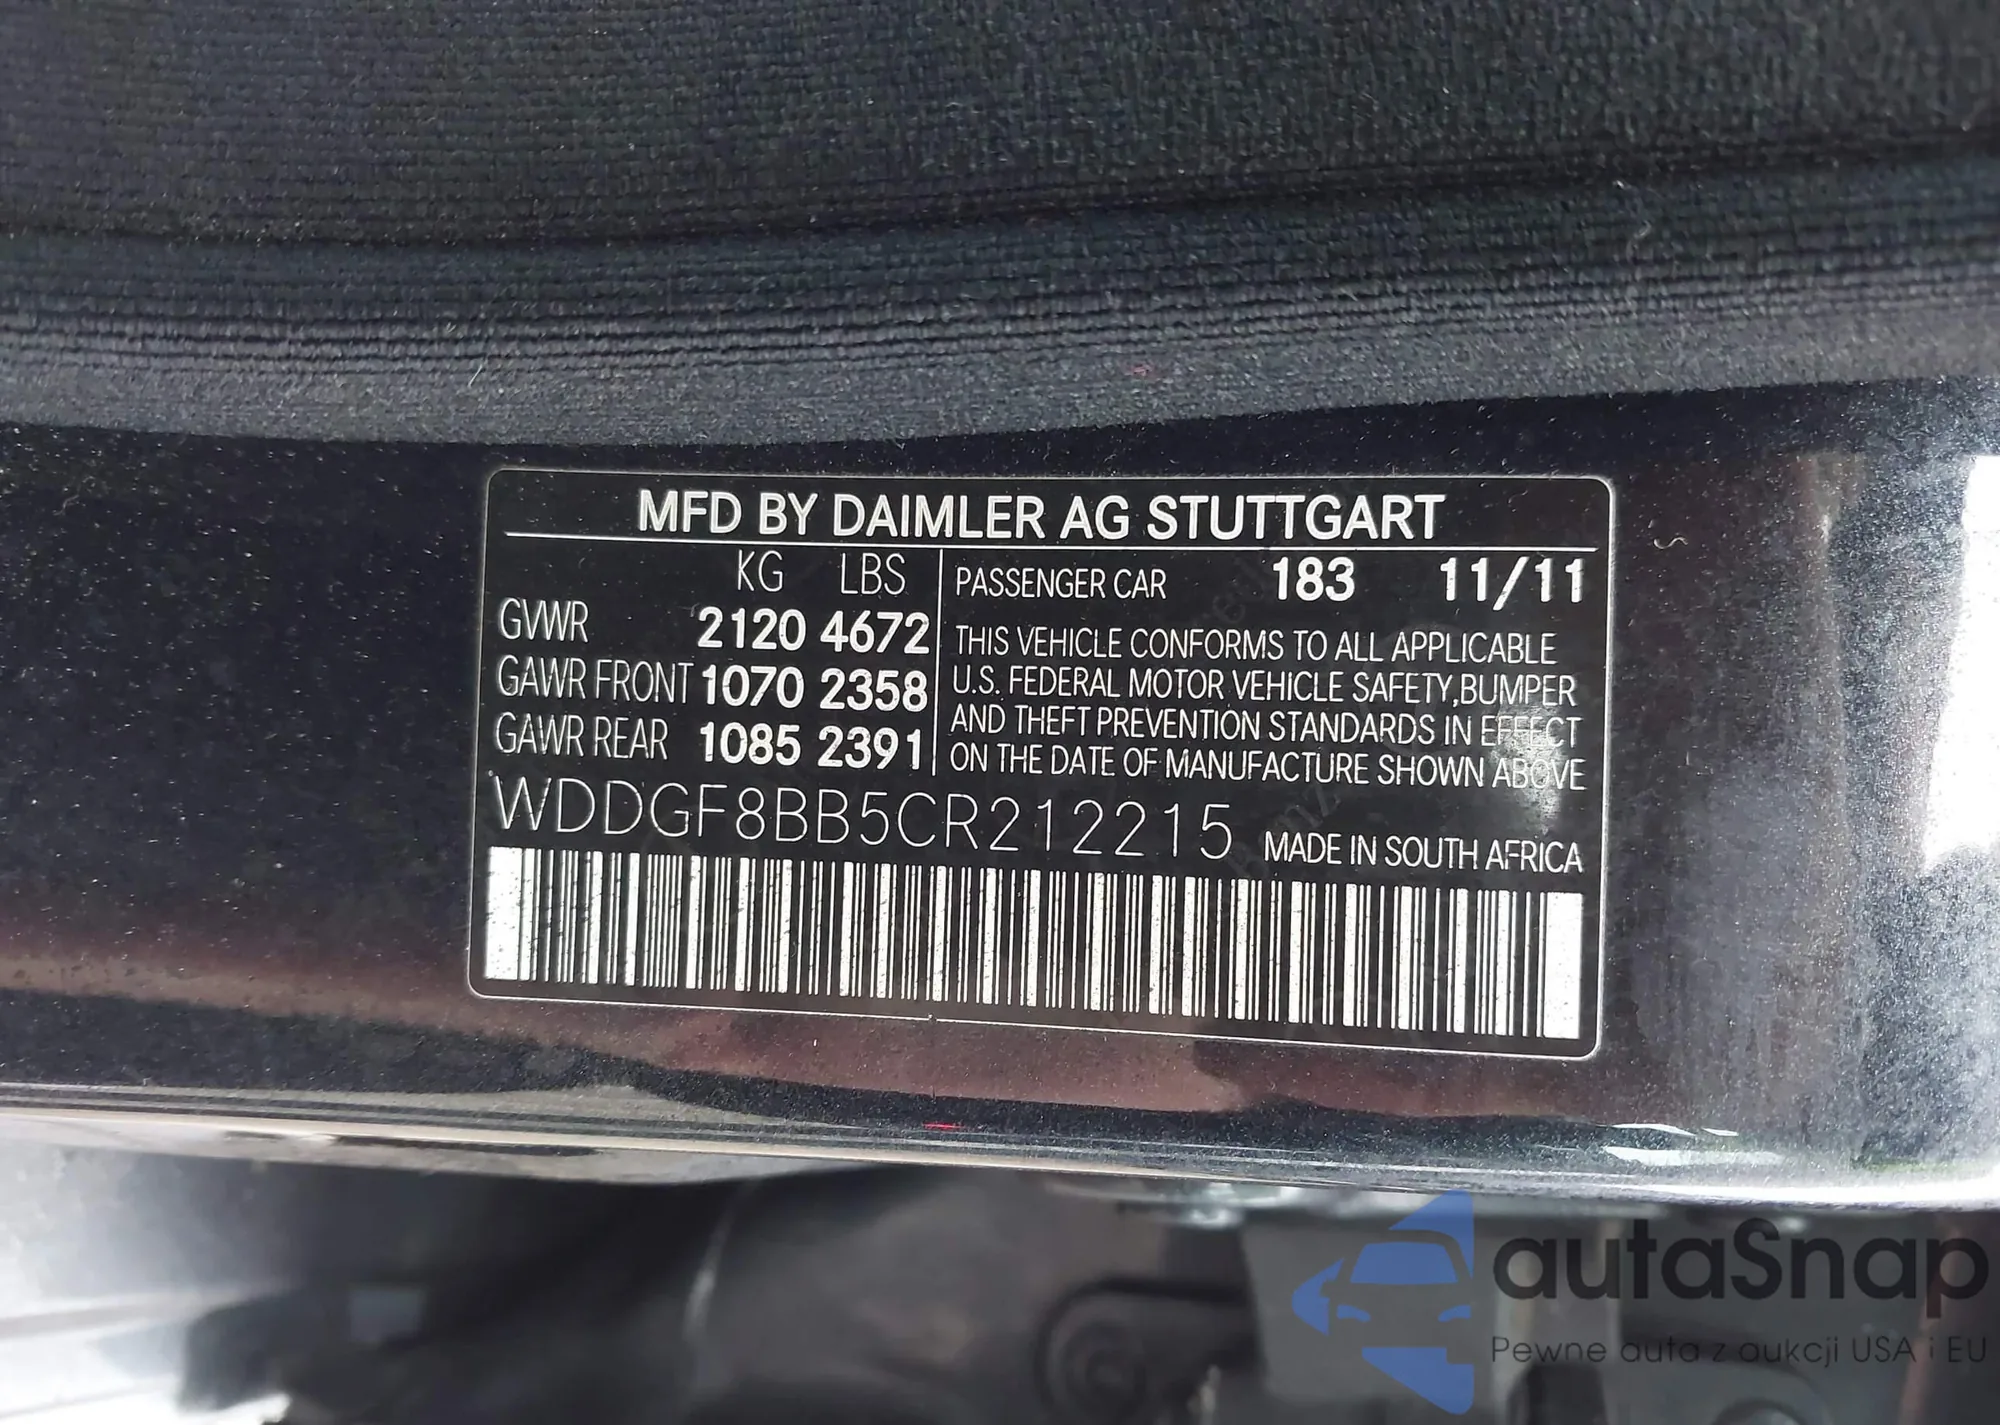 MFD BY DAIMLER AG STUTTGART
KG LBS
GVWR 2120 4672
GAWR FRONT 1070 2358
GAWR REAR 1085 2391
PASSENGER CAR 183 11/11
THIS VEHICLE CONFORMS TO ALL APPLICABLE
U.S. FEDERAL MOTOR VEHICLE SAFETY,BUMPER
AND THEFT PREVENTION STANDARDS IN EFFECT
ON THE DATE OF MANUFACTURE SHOWN ABOVE
WDDGF8BB5CR212215 MADE IN SOUTH AFRICA
autaSnap
Pewne auta z aukcji USA i EU